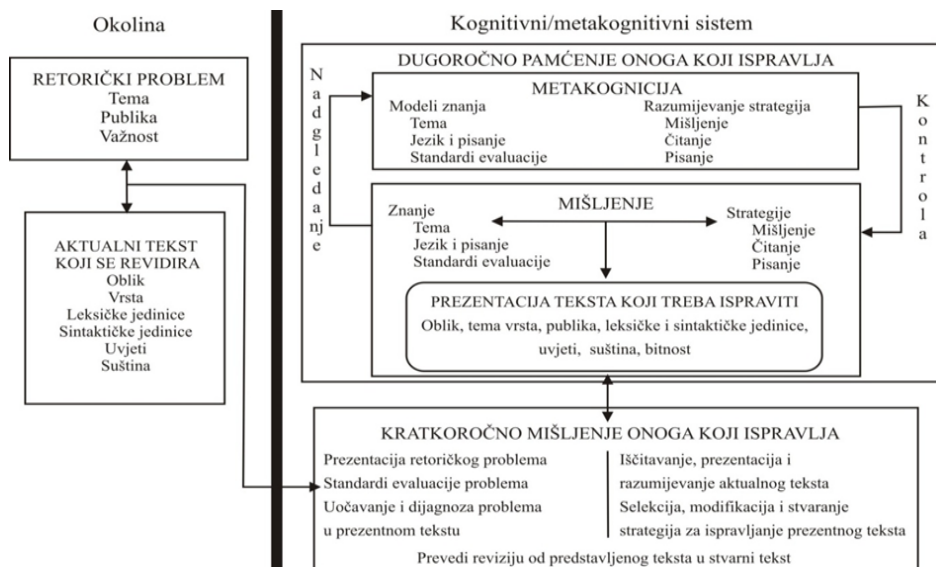 Okolina
RETORIČKI PROBLEM
Tema
Publika
Važnost
AKTUALNI TEKST
KOJI SE REVIDIRA
Oblik
Vrsta
Leksičke jedinice
Sintaktičke jedinice
Uvjeti
Suština
Kognitivni/metakognitivni sistem
DUGOROČNO PAMĆENJE ONOGA KOJI ISPRAVLJA
Nadgledanje
METAKOGNICIJA
Modeli znanja
Tema
Jezik i pisanje
Standardi evaluacije
Razumijevanje strategija
Mišljenje
Čitanje
Pisanje
Kontrola
MIŠLJENJE
Znanje
Tema
Jezik i pisanje
Standardi evaluacije
Strategije
Mišljenje
Čitanje
Pisanje
PREZENTACIJA TEKSTA KOJI TREBA ISPRAVITI
Oblik, tema vrsta, publika, leksičke i sintaktičke jedinice,
uvjeti, suština, bitnost
KRATKOROČNO MIŠLJENJE ONOGA KOJI ISPRAVLJA
Prezentacija retoričkog problema
Standardi evaluacije problema
Uočavanje i dijagnoza problema
u prezentnom tekstu
Iščitavanje, prezentacija i
razumijevanje aktualnog teksta
Selekcija, modifikacija i stvaranje
strategija za ispravljanje prezentnog teksta
Prevedi reviziju od predstavljenog teksta u stvarni tekst